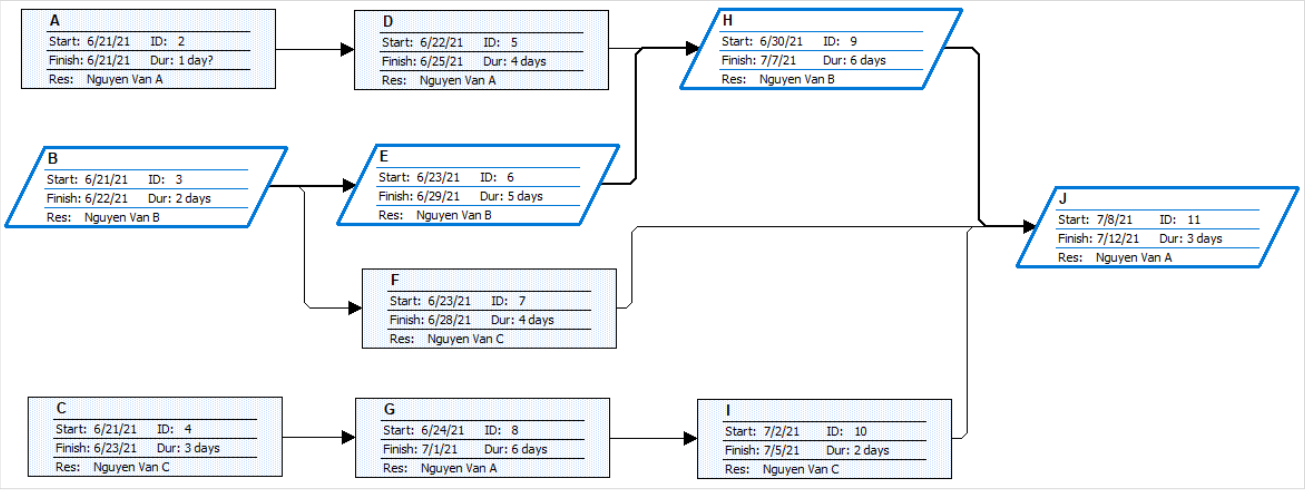 A
Start: 6/21/21 ID: 2
Finish: 6/21/21 Dur: 1 day?
Res: Nguyen Van A
D
Start: 6/22/21 ID: 5
Finish: 6/25/21 Dur: 4 days
Res: Nguyen Van A
H
Start: 6/30/21 ID: 9
Finish: 7/7/21 Dur: 6 days
Res: Nguyen Van B
B
Start: 6/21/21 ID: 3
Finish: 6/22/21 Dur: 2 days
Res: Nguyen Van B
E
Start: 6/23/21 ID: 6
Finish: 6/29/21 Dur: 5 days
Res: Nguyen Van B
J
Start: 7/8/21 ID: 11
Finish: 7/12/21 Dur: 3 days
Res: Nguyen Van A
F
Start: 6/23/21 ID: 7
Finish: 6/28/21 Dur: 4 days
Res: Nguyen Van C
C
Start: 6/21/21 ID: 4
Finish: 6/23/21 Dur: 3 days
Res: Nguyen Van C
G
Start: 6/24/21 ID: 8
Finish: 7/1/21 Dur: 6 days
Res: Nguyen Van A
I
Start: 7/2/21 ID: 10
Finish: 7/5/21 Dur: 2 days
Res: Nguyen Van C